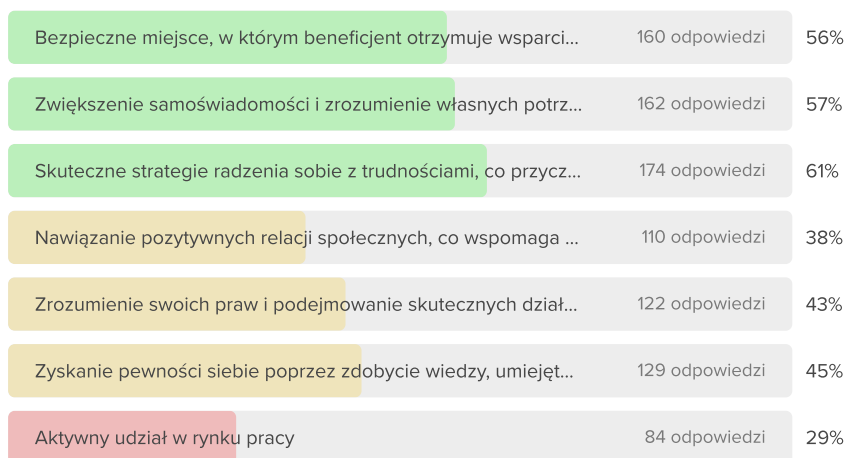 Bezpieczne miejsce, w którym beneficjent otrzymuje wsparci... 160 odpowiedzi 56%
Zwiększenie samoświadomości i zrozumienie własnych potrz... 162 odpowiedzi 57%
Skuteczne strategie radzenia sobie z trudnościami, co przycz... 174 odpowiedzi 61%
Nawiązanie pozytywnych relacji społecznych, co wspomaga ... 110 odpowiedzi 38%
Zrozumienie swoich praw i podejmowanie skutecznych dział... 122 odpowiedzi 43%
Zyskanie pewności siebie poprzez zdobycie wiedzy, umiejęt... 129 odpowiedzi 45%
Aktywny udział w rynku pracy 84 odpowiedzi 29%